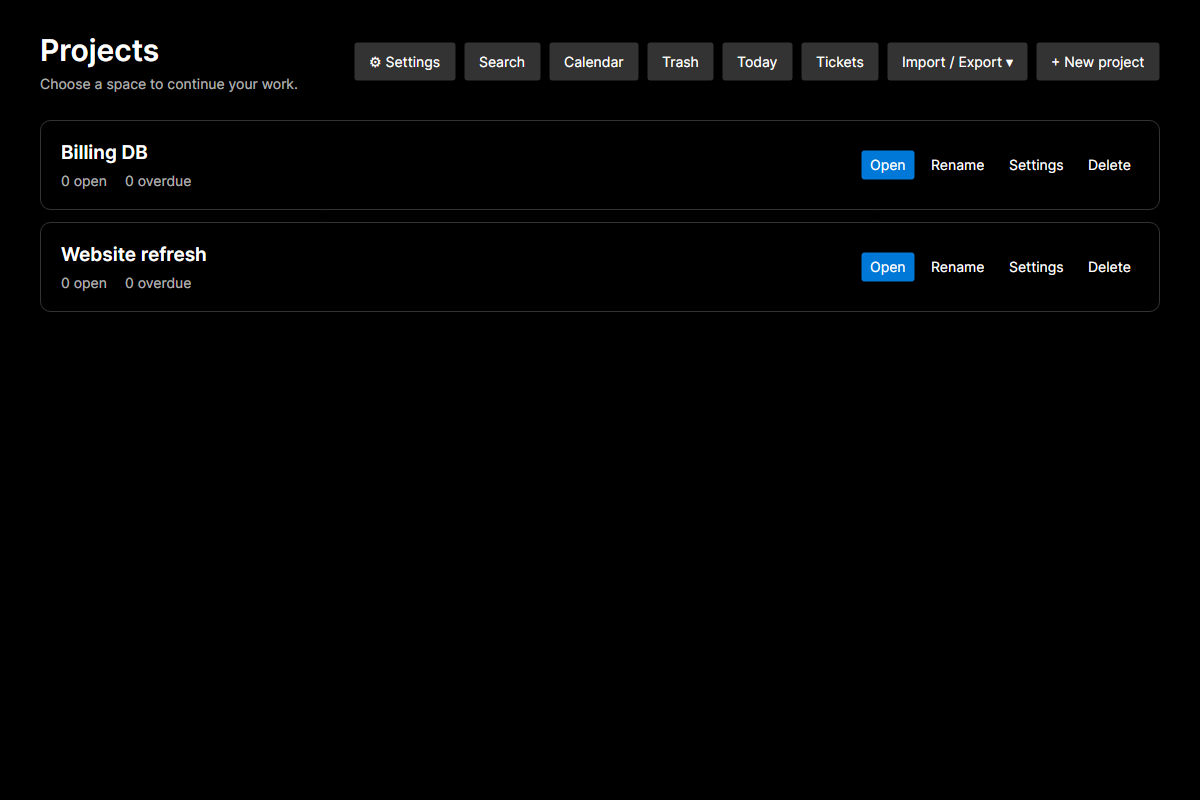 Projects
Choose a space to continue your work.
⚙ Settings
Search
Calendar
Trash
Today
Tickets
Import / Export ▾
+ New project
Billing DB
0 open 0 overdue
Open
Rename
Settings
Delete
Website refresh
0 open 0 overdue
Open
Rename
Settings
Delete